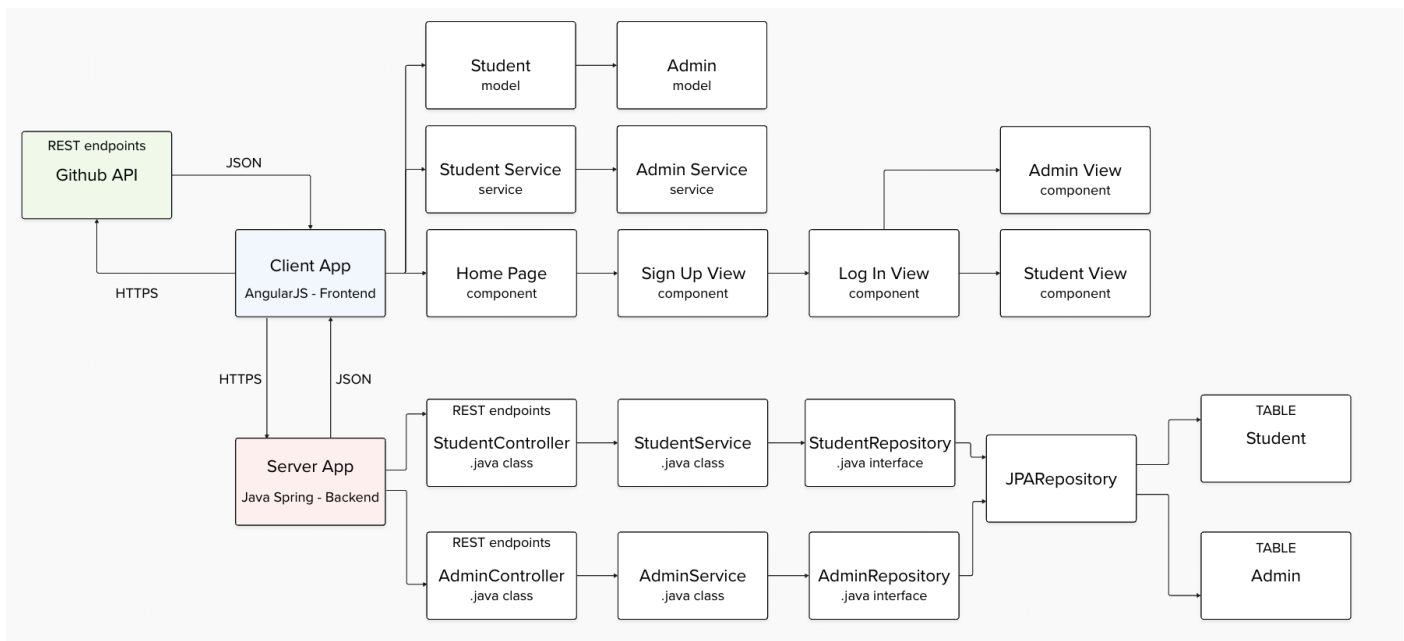 Student
model
Admin
model
REST endpoints
Github API
JSON
Student Service
service
Admin Service
service
Admin View
component
Client App
AngularJS - Frontend
HTTPS
Home Page
component
Sign Up View
component
Log In View
component
Student View
component
HTTPS
JSON
Server App
Java Spring - Backend
REST endpoints
StudentController
.java class
StudentService
.java class
StudentRepository
.java interface
JPARepository
TABLE
Student
REST endpoints
AdminController
.java class
AdminService
.java class
AdminRepository
.java interface
TABLE
Admin